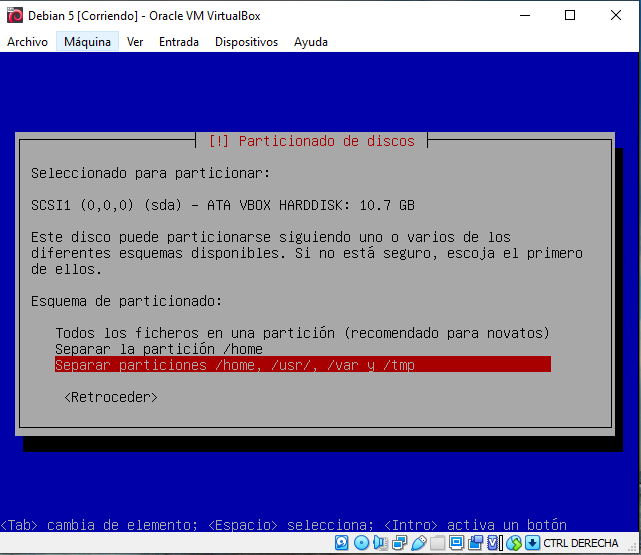 Debian 5 [Corriendo] - Oracle VM VirtualBox
Archivo Máquina Ver Entrada Dispositivos Ayuda
[!] Particionado de discos
Seleccionado para particionar:
SCSI1 (0,0,0) (sda) - ATA VBOX HARDDISK: 10.7 GB
Este disco puede particionarse siguiendo uno o varios de los
diferentes esquemas disponibles. Si no está seguro, escoja el primero
de ellos.
Esquema de particionado:
Todos los ficheros en una partición (recomendado para novatos)
Separar la partición /home
Separar particiones /home, /usr/, /var y /tmp
<Retroceder>
<Tab> cambia de elemento; <Espacio> selecciona; <Intro> activa un botón
CTRL DERECHA